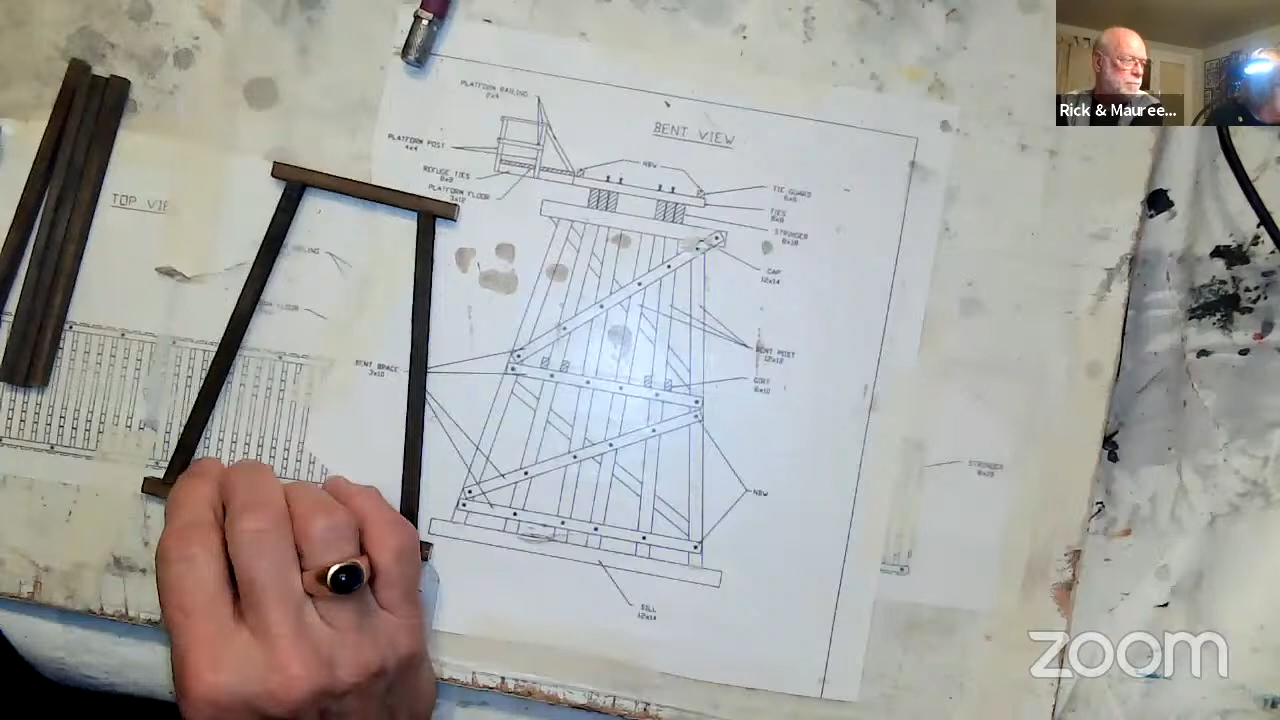 Rick & Mauree...
PLATFORM RAILING
2x4
BENT VIEW
PLATFORM POST
4x4
NBW
REFUGE TIES
8x8
PLATFORM FLOOR
3x12
TIE GUARD
6x8
TIES
8x8
STRINGER
8x18
TOP VIE
CAP
12x14
BENT BRACE
3x10
BENT POST
12x12
GIRT
6x10
STRINGER
NBW
SILL
12x14
zoom